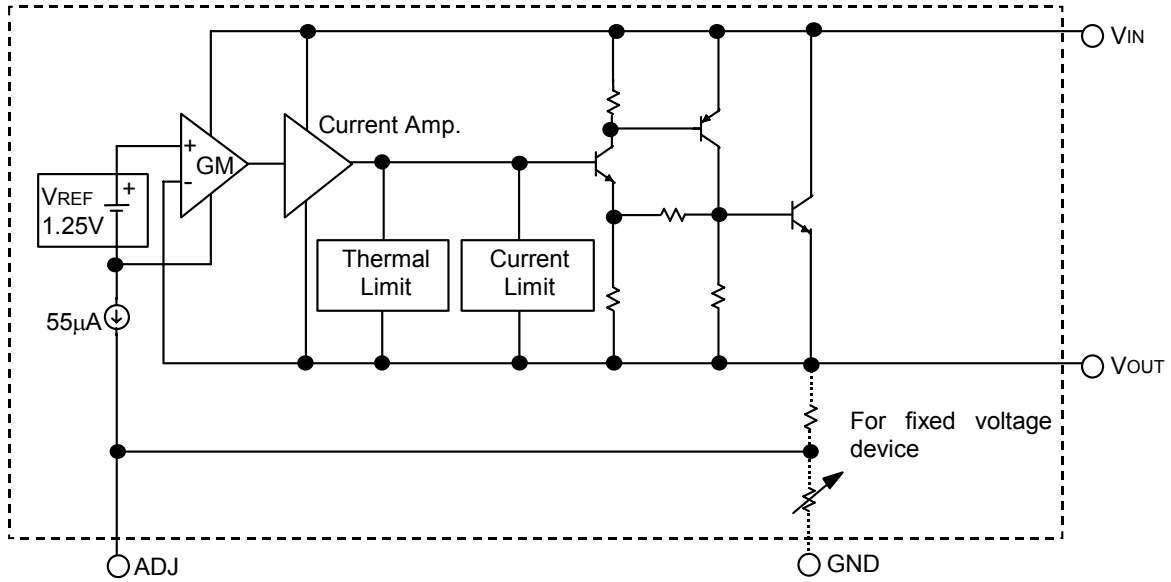 VIN
Current Amp.
+
GM
-
VREF
+
1.25V
Thermal
Limit
Current
Limit
55μA
VOUT
For fixed voltage
device
ADJ
GND